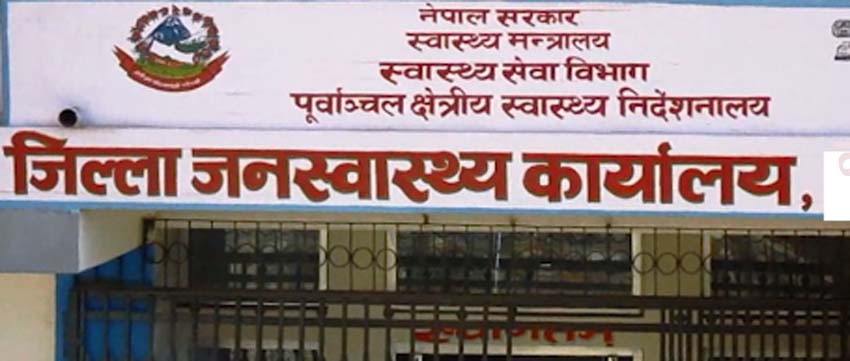 नेपाल सरकार
स्वास्थ्य मन्त्रालय
स्वास्थ्य सेवा विभाग
पूर्वाञ्चल क्षेत्रीय स्वास्थ्य निर्देशनालय
जिल्ला जनस्वास्थ्य कार्यालय,